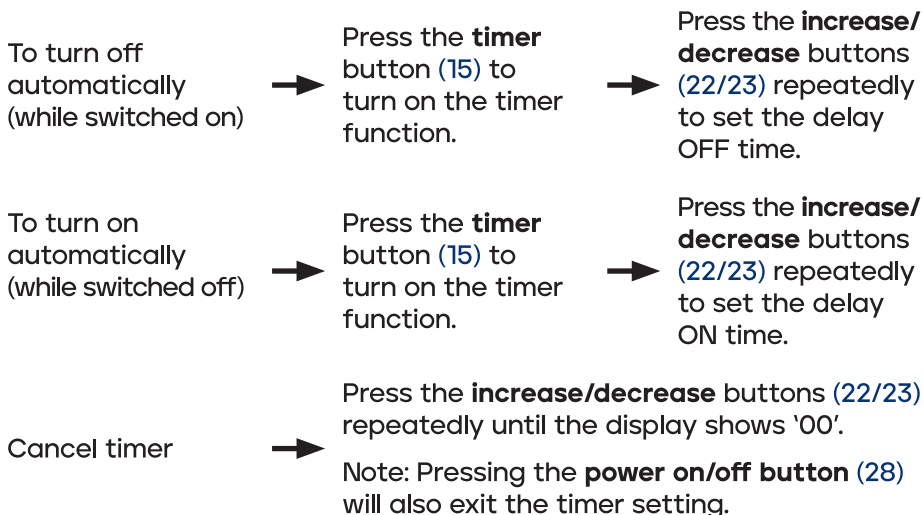 To turn off
automatically
(while switched on)
Press the timer
button (15) to
turn on the timer
function.
Press the increase/
decrease buttons
(22/23) repeatedly
to set the delay
OFF time.
To turn on
automatically
(while switched off)
Press the timer
button (15) to
turn on the timer
function.
Press the increase/
decrease buttons
(22/23) repeatedly
to set the delay
ON time.
Cancel timer
Press the increase/decrease buttons (22/23)
repeatedly until the display shows ‘00’.
Note: Pressing the power on/off button (28)
will also exit the timer setting.